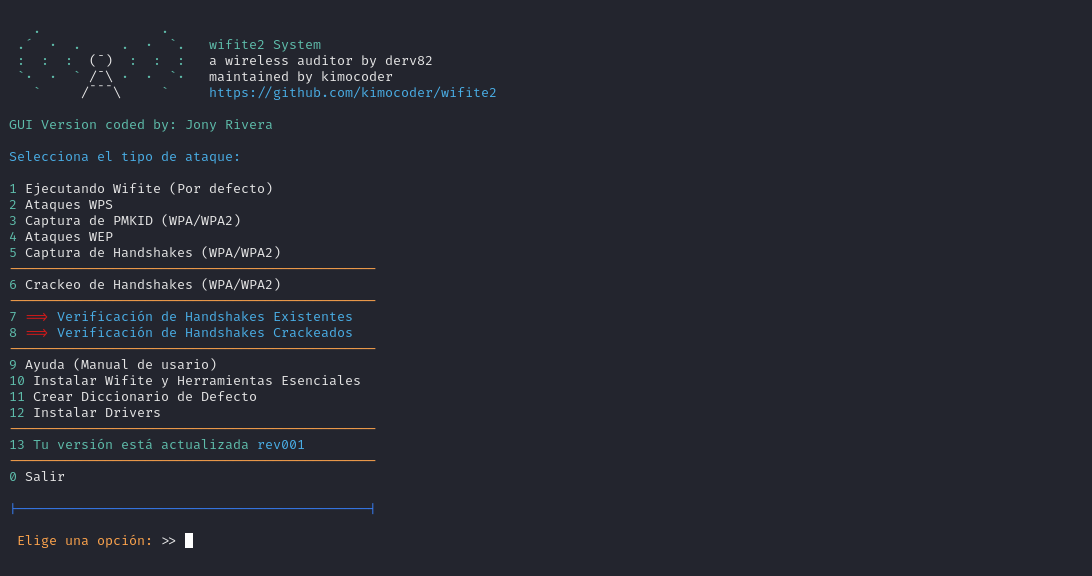 wifite2 System
a wireless auditor by derv82
maintained by kimocoder
https://github.com/kimocoder/wifite2
GUI Version coded by: Jony Rivera
Selecciona el tipo de ataque:
1 Ejecutando Wifite (Por defecto)
2 Ataques WPS
3 Captura de PMKID (WPA/WPA2)
4 Ataques WEP
5 Captura de Handshakes (WPA/WPA2)
6 Crackeo de Handshakes (WPA/WPA2)
7 ==> Verificación de Handshakes Existentes
8 ==> Verificación de Handshakes Crackeados
9 Ayuda (Manual de usario)
10 Instalar Wifite y Herramientas Esenciales
11 Crear Diccionario de Defecto
12 Instalar Drivers
13 Tu versión está actualizada rev001
0 Salir
Elige una opción: >>